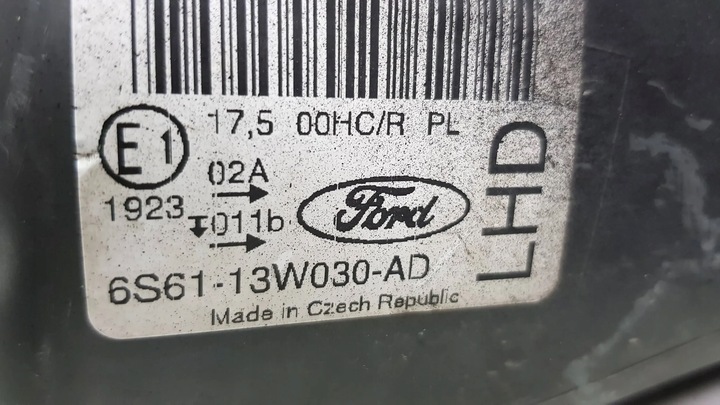 E1 17,5 00HC/R PL
02A
1923 011b
Ford
6S61-13W030-AD
Made in Czech Republic
LHD